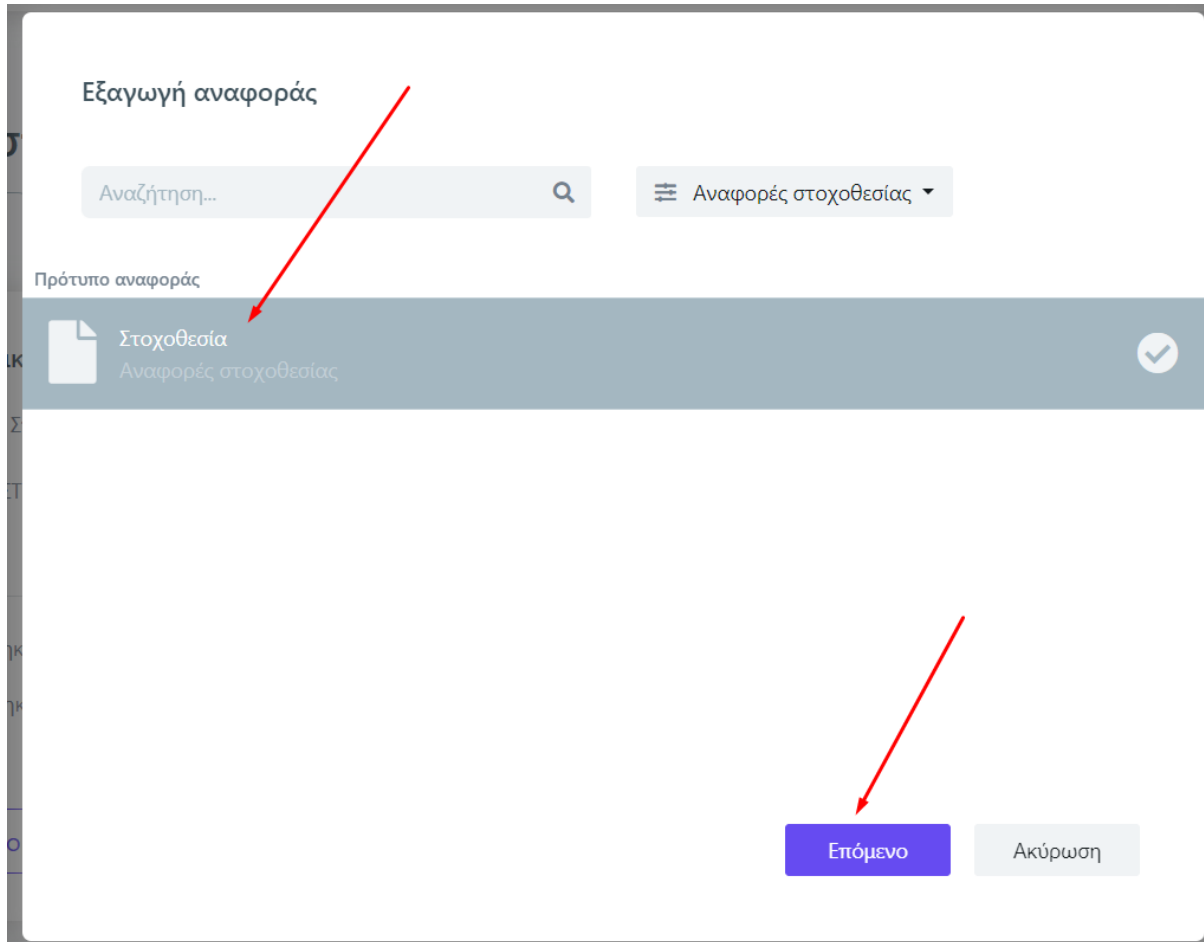 Εξαγωγή αναφοράς
Αναζήτηση...
Αναφορές στοχοθεσίας
Πρότυπο αναφοράς
Στοχοθεσία
Αναφορές στοχοθεσίας
Επόμενο
Ακύρωση